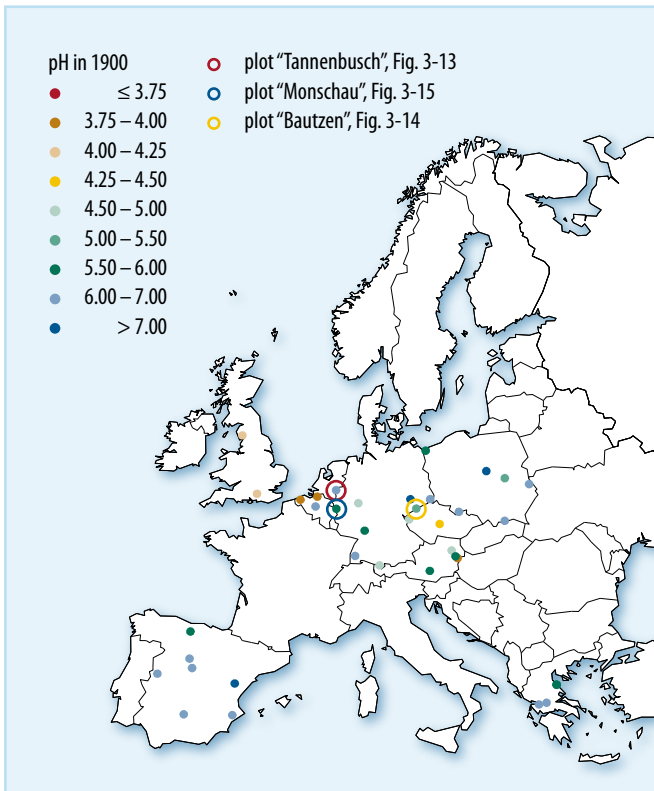 pH in 1900
≤ 3.75
3.75 – 4.00
4.00 – 4.25
4.25 – 4.50
4.50 – 5.00
5.00 – 5.50
5.50 – 6.00
6.00 – 7.00
> 7.00
plot “Tannenbusch”, Fig. 3-13
plot “Monschau”, Fig. 3-15
plot “Bautzen”, Fig. 3-14